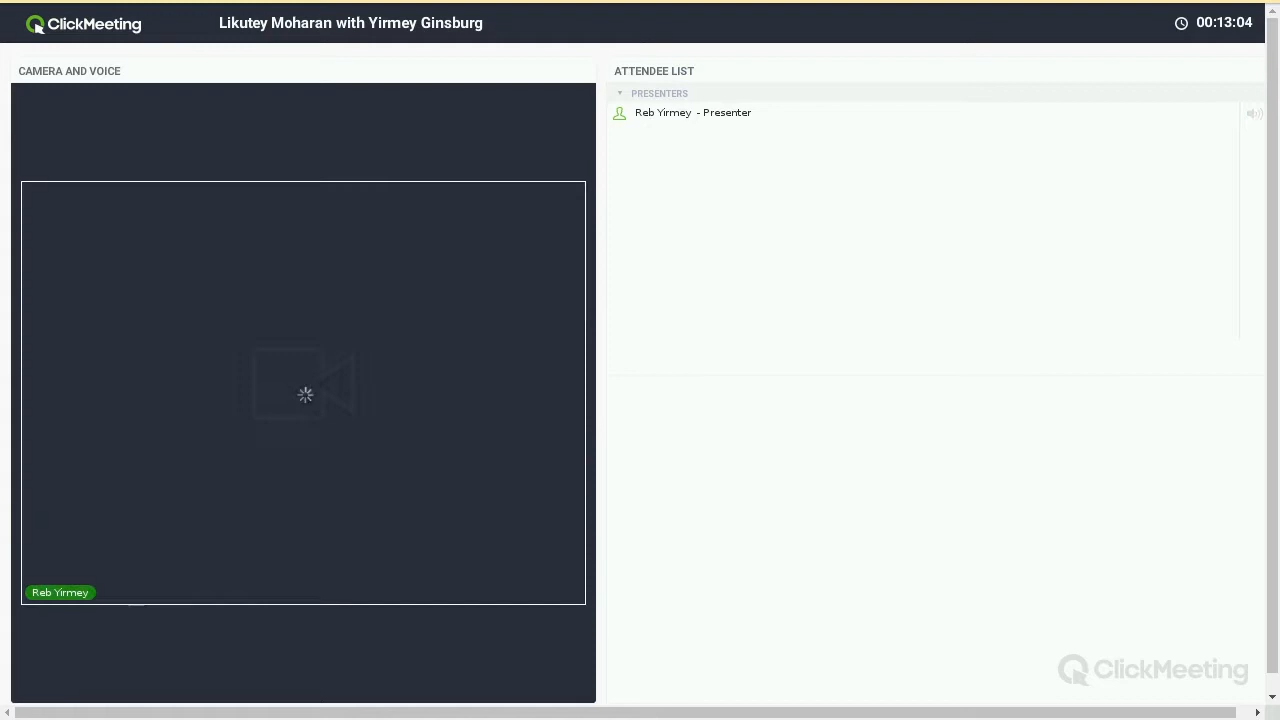 ClickMeeting
Likutey Moharan with Yirmey Ginsburg
00:13:04
CAMERA AND VOICE
Reb Yirmey
ATTENDEE LIST
PRESENTERS
Reb Yirmey - Presenter
ClickMeeting